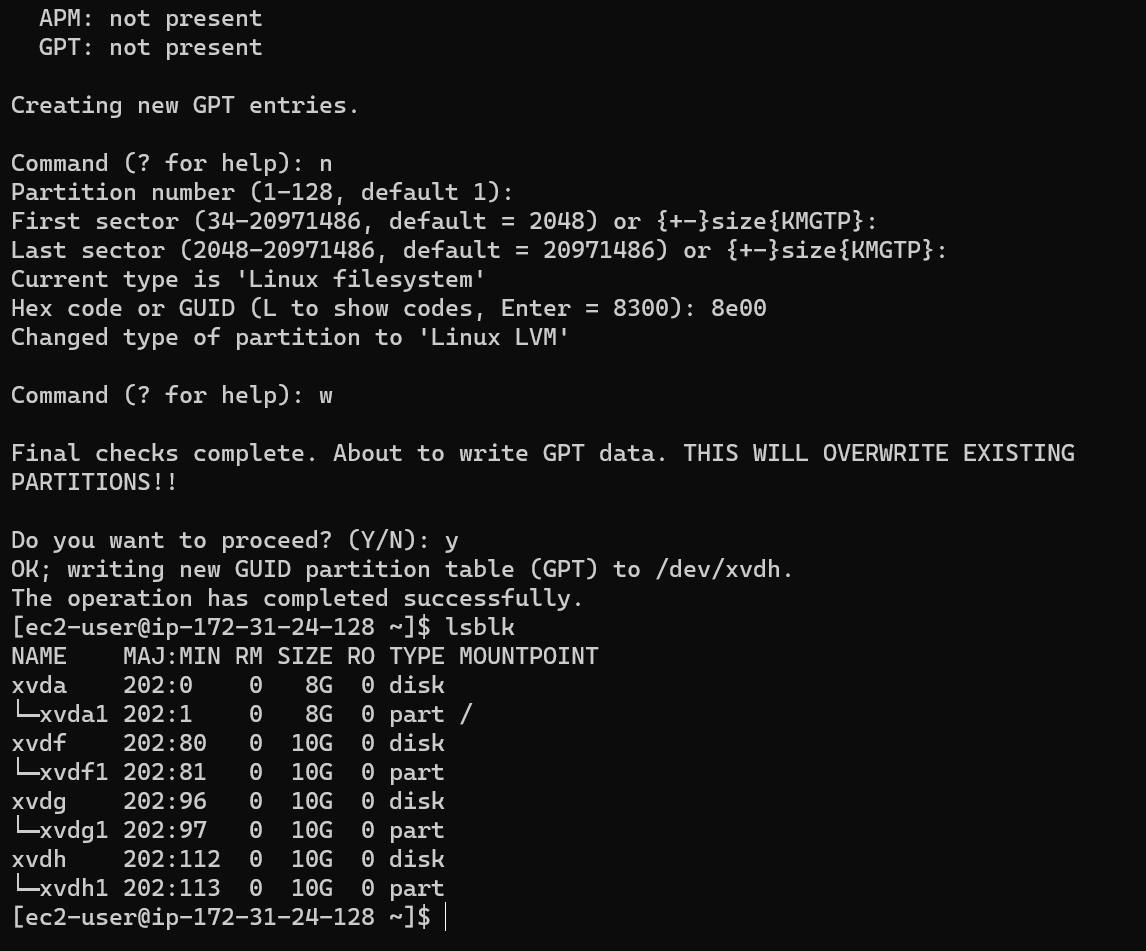 APM: not present
  GPT: not present

Creating new GPT entries.

Command (? for help): n
Partition number (1-128, default 1):
First sector (34-20971486, default = 2048) or {+-}size{KMGTP}:
Last sector (2048-20971486, default = 20971486) or {+-}size{KMGTP}:
Current type is 'Linux filesystem'
Hex code or GUID (L to show codes, Enter = 8300): 8e00
Changed type of partition to 'Linux LVM'

Command (? for help): w

Final checks complete. About to write GPT data. THIS WILL OVERWRITE EXISTING
PARTITIONS!!

Do you want to proceed? (Y/N): y
OK; writing new GUID partition table (GPT) to /dev/xvdh.
The operation has completed successfully.
[ec2-user@ip-172-31-24-128 ~]$ lsblk
NAME    MAJ:MIN RM SIZE RO TYPE MOUNTPOINT
xvda    202:0    0   8G  0 disk
└─xvda1 202:1    0   8G  0 part /
xvdf    202:80   0  10G  0 disk
└─xvdf1 202:81   0  10G  0 part
xvdg    202:96   0  10G  0 disk
└─xvdg1 202:97   0  10G  0 part
xvdh    202:112  0  10G  0 disk
└─xvdh1 202:113  0  10G  0 part
[ec2-user@ip-172-31-24-128 ~]$